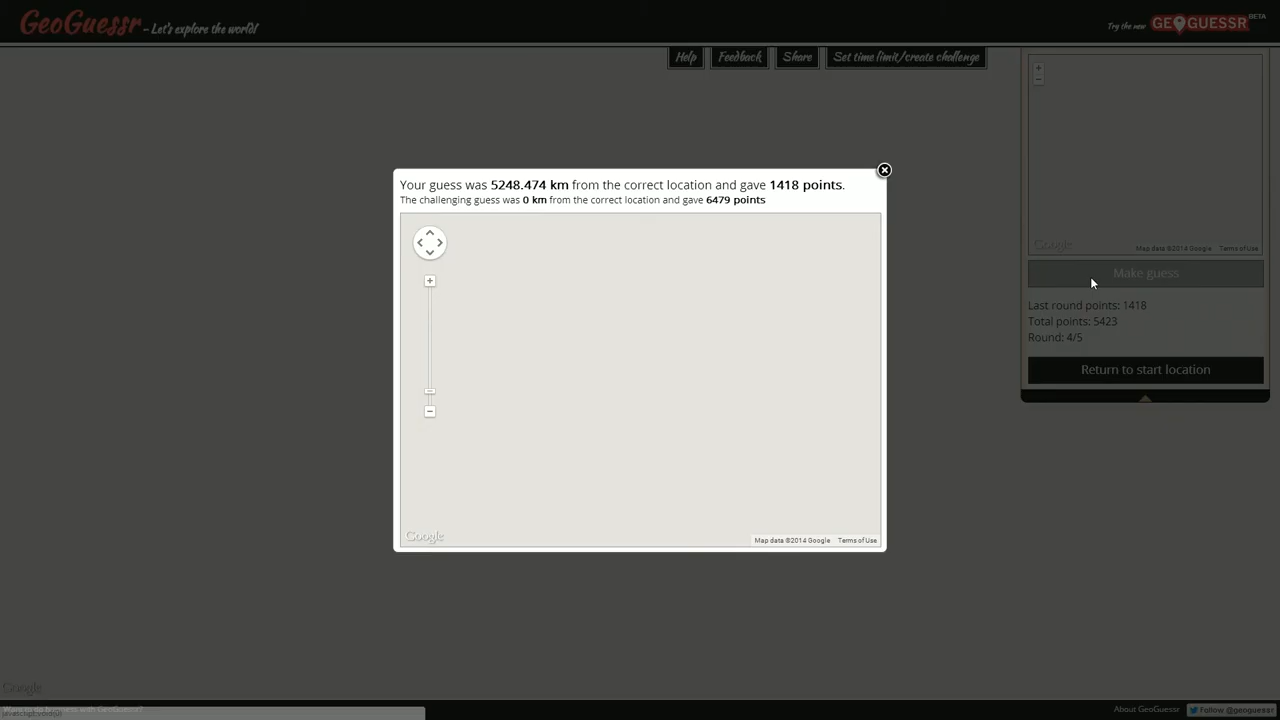 GeoGuessr - Let's explore the world!
Try the new GEOGUESSR BETA
Help
Feedback
Share
Set time limit/create challenge
Your guess was 5248.474 km from the correct location and gave 1418 points.
The challenging guess was 0 km from the correct location and gave 6479 points
+
−
Google
Map data ©2014 Google
Terms of Use
+
−
Google
Map data ©2014 Google
Terms of Use
Make guess
Last round points: 1418
Total points: 5423
Round: 4/5
Return to start location
Google
About GeoGuessr
Follow @geoguessr